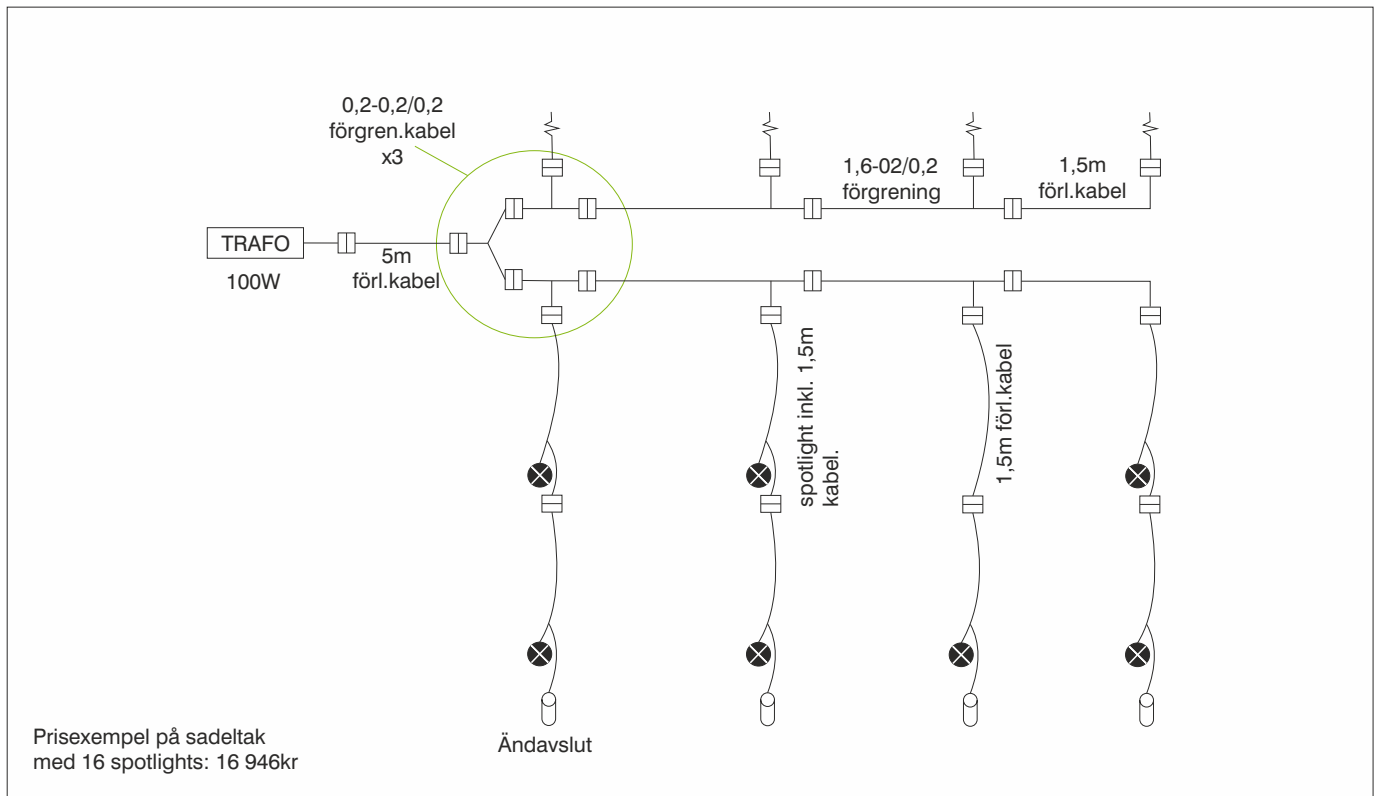 0,2-0,2/0,2
förgren.kabel
x3
1,6-02/0,2
förgrening
1,5m
förl.kabel
TRAFO
100W
5m
förl.kabel
spotlight inkl. 1,5m
kabel.
1,5m förl.kabel
Ändavslut
Prisexempel på sadeltak
med 16 spotlights: 16 946kr